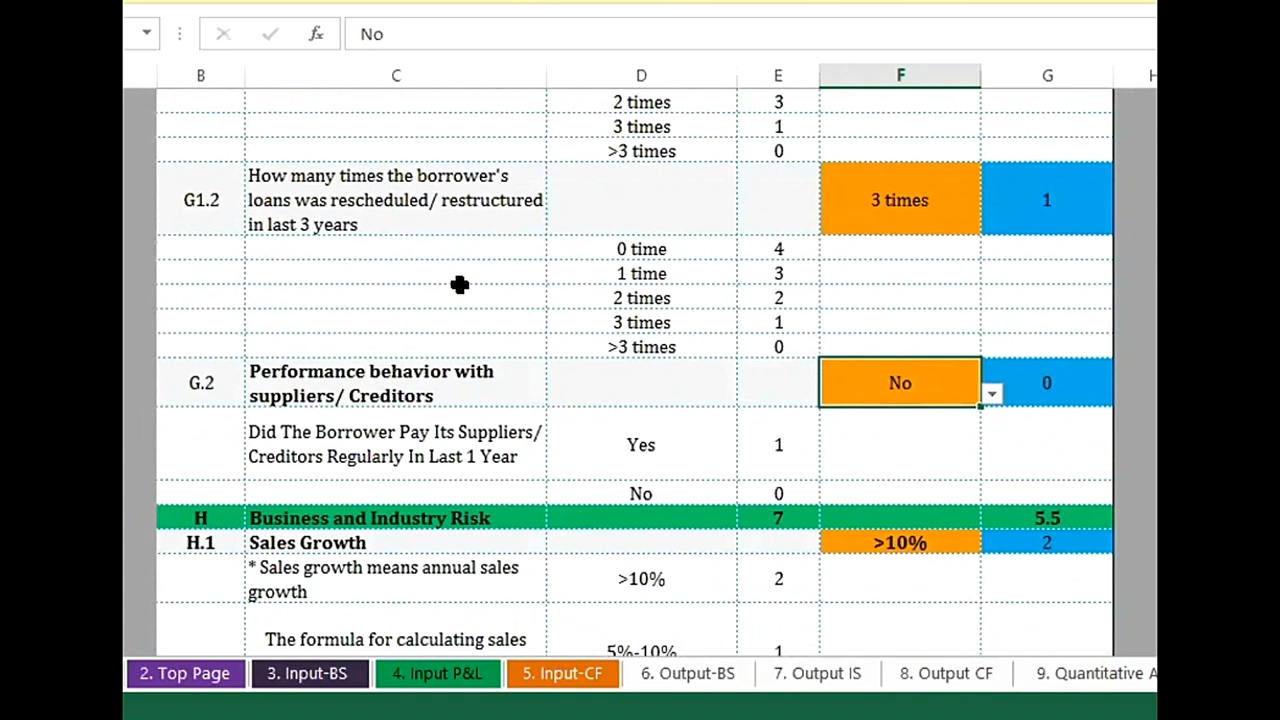 fx No
B C D E F G H
2 times 3
3 times 1
>3 times 0
How many times the borrower's
G1.2 loans was rescheduled/ restructured 3 times 1
in last 3 years
0 time 4
1 time 3
2 times 2
3 times 1
>3 times 0
G.2 Performance behavior with No 0
suppliers/ Creditors
Did The Borrower Pay Its Suppliers/ Yes 1
Creditors Regularly In Last 1 Year
No 0
H Business and Industry Risk 7 5.5
H.1 Sales Growth >10% 2
* Sales growth means annual sales >10% 2
growth
The formula for calculating sales
5%-10% 1
2. Top Page 3. Input-BS 4. Input P&L 5. Input-CF 6. Output-BS 7. Output IS 8. Output CF 9. Quantitative A